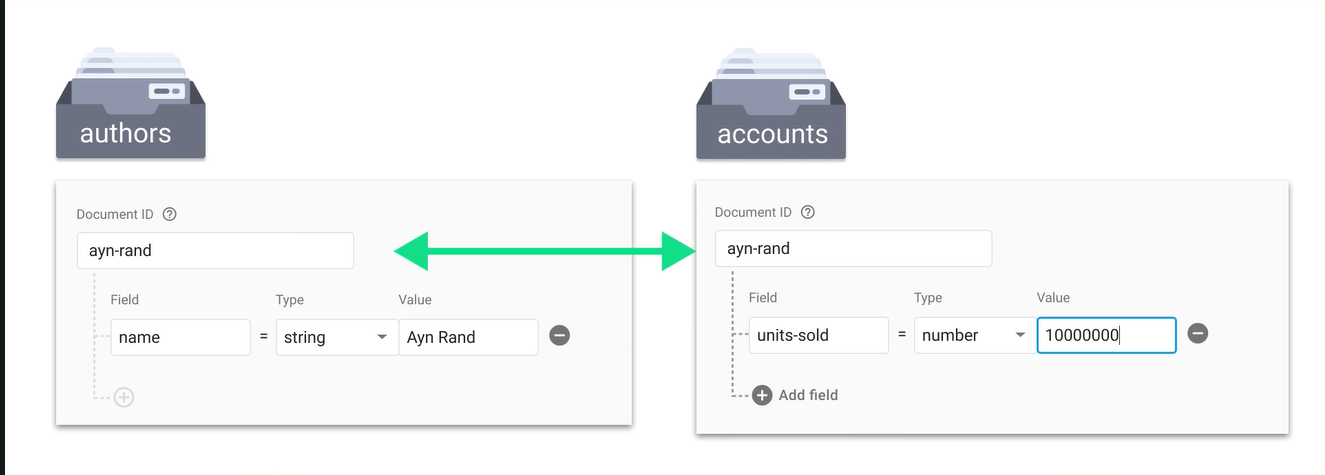 authors
accounts
Document ID
ayn-rand
Field Type Value
name = string Ayn Rand
Document ID
ayn-rand
Field Type Value
units-sold = number 10000000
Add field